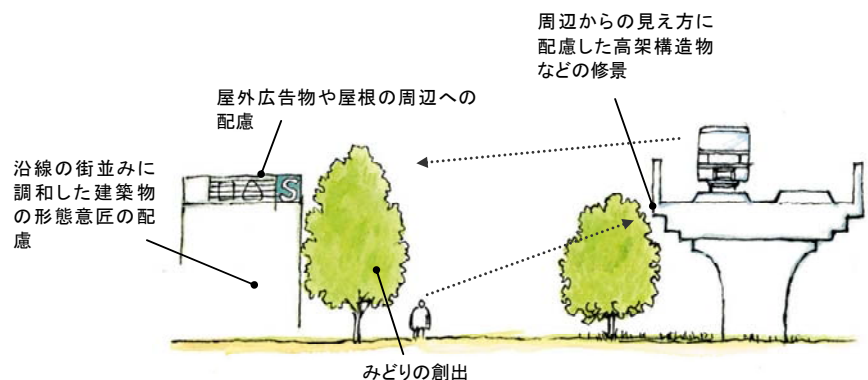 周辺からの見え方に
配慮した高架構造物
などの修景
屋外広告物や屋根の周辺への
配慮
沿線の街並みに
調和した建築物
の形態意匠の配
慮
S
みどりの創出